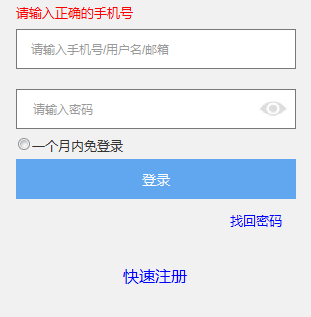 请输入正确的手机号
请输入手机号/用户名/邮箱
请输入密码
一个月内免登录
登录
找回密码
快速注册